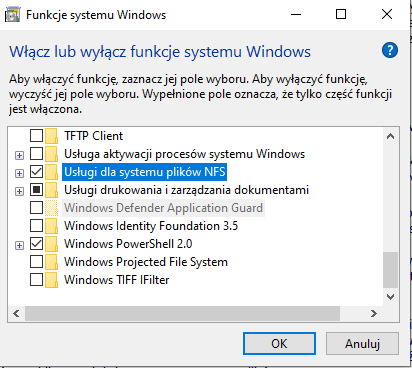 Funkcje systemu Windows
Włącz lub wyłącz funkcje systemu Windows
Aby włączyć funkcję, zaznacz jej pole wyboru. Aby wyłączyć funkcję,
wyczyść jej pole wyboru. Wypełnione pole oznacza, że tylko część funkcji
jest włączona.
TFTP Client
Usługa aktywacji procesów systemu Windows
Usługi dla systemu plików NFS
Usługi drukowania i zarządzania dokumentami
Windows Defender Application Guard
Windows Identity Foundation 3.5
Windows PowerShell 2.0
Windows Projected File System
Windows TIFF IFilter
OK
Anuluj